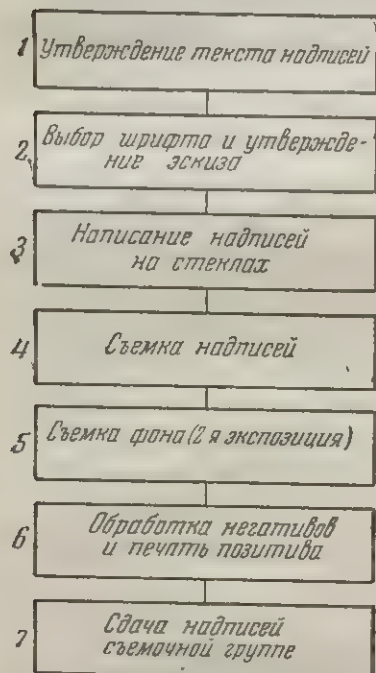 1 Утверждение текста надписей
2 Выбор шрифта и утвержде-
ние эскиза
3 Написание надписей
на стеклах
4 Съемка надписей
5 Съемка фона (2 я экспозиция)
6 Обработка негативов
и печать позитива
7 Сдача надписей
съемочной группе